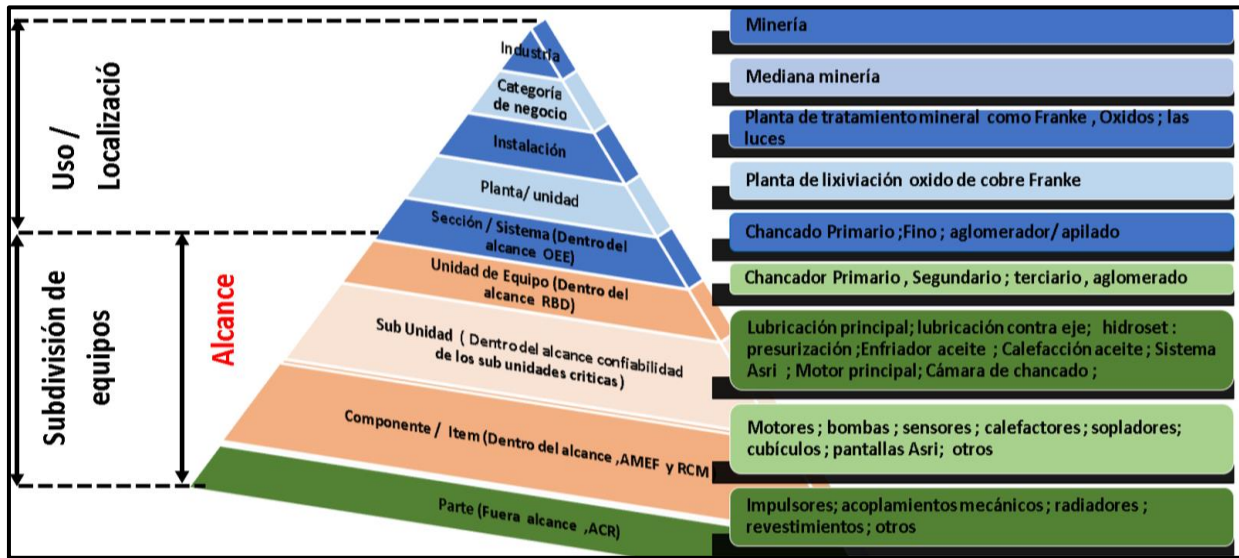 Uso /
Localizació
Subdivisión de
equipos
Alcance
Industria
Categoría
de negocio
Instalación
Planta/ unidad
Sección / Sistema (Dentro del
alcance OEE)
Unidad de Equipo (Dentro del
alcance RBD)
Sub Unidad ( Dentro del alcance confiabilidad
de los sub unidades criticas)
Componente / Item (Dentro del alcance ,AMEF y RCM
Parte (Fuera alcance ,ACR)
Minería
Mediana minería
Planta de tratamiento mineral como Franke , Oxidos ; las
luces
Planta de lixiviación oxido de cobre Franke
Chancado Primario ;Fino ; aglomerador/ apilado
Chancador Primario , Segundario ; terciario , aglomerado
Lubricación principal; lubricación contra eje; hidroset :
presurización ;Enfriador aceite ; Calefacción aceite ; Sistema
Asri ; Motor principal; Cámara de chancado ;
Motores ; bombas ; sensores ; calefactores ; sopladores;
cubículos ; pantallas Asri; otros
Impulsores; acoplamientos mecánicos ; radiadores ;
revestimientos ; otros